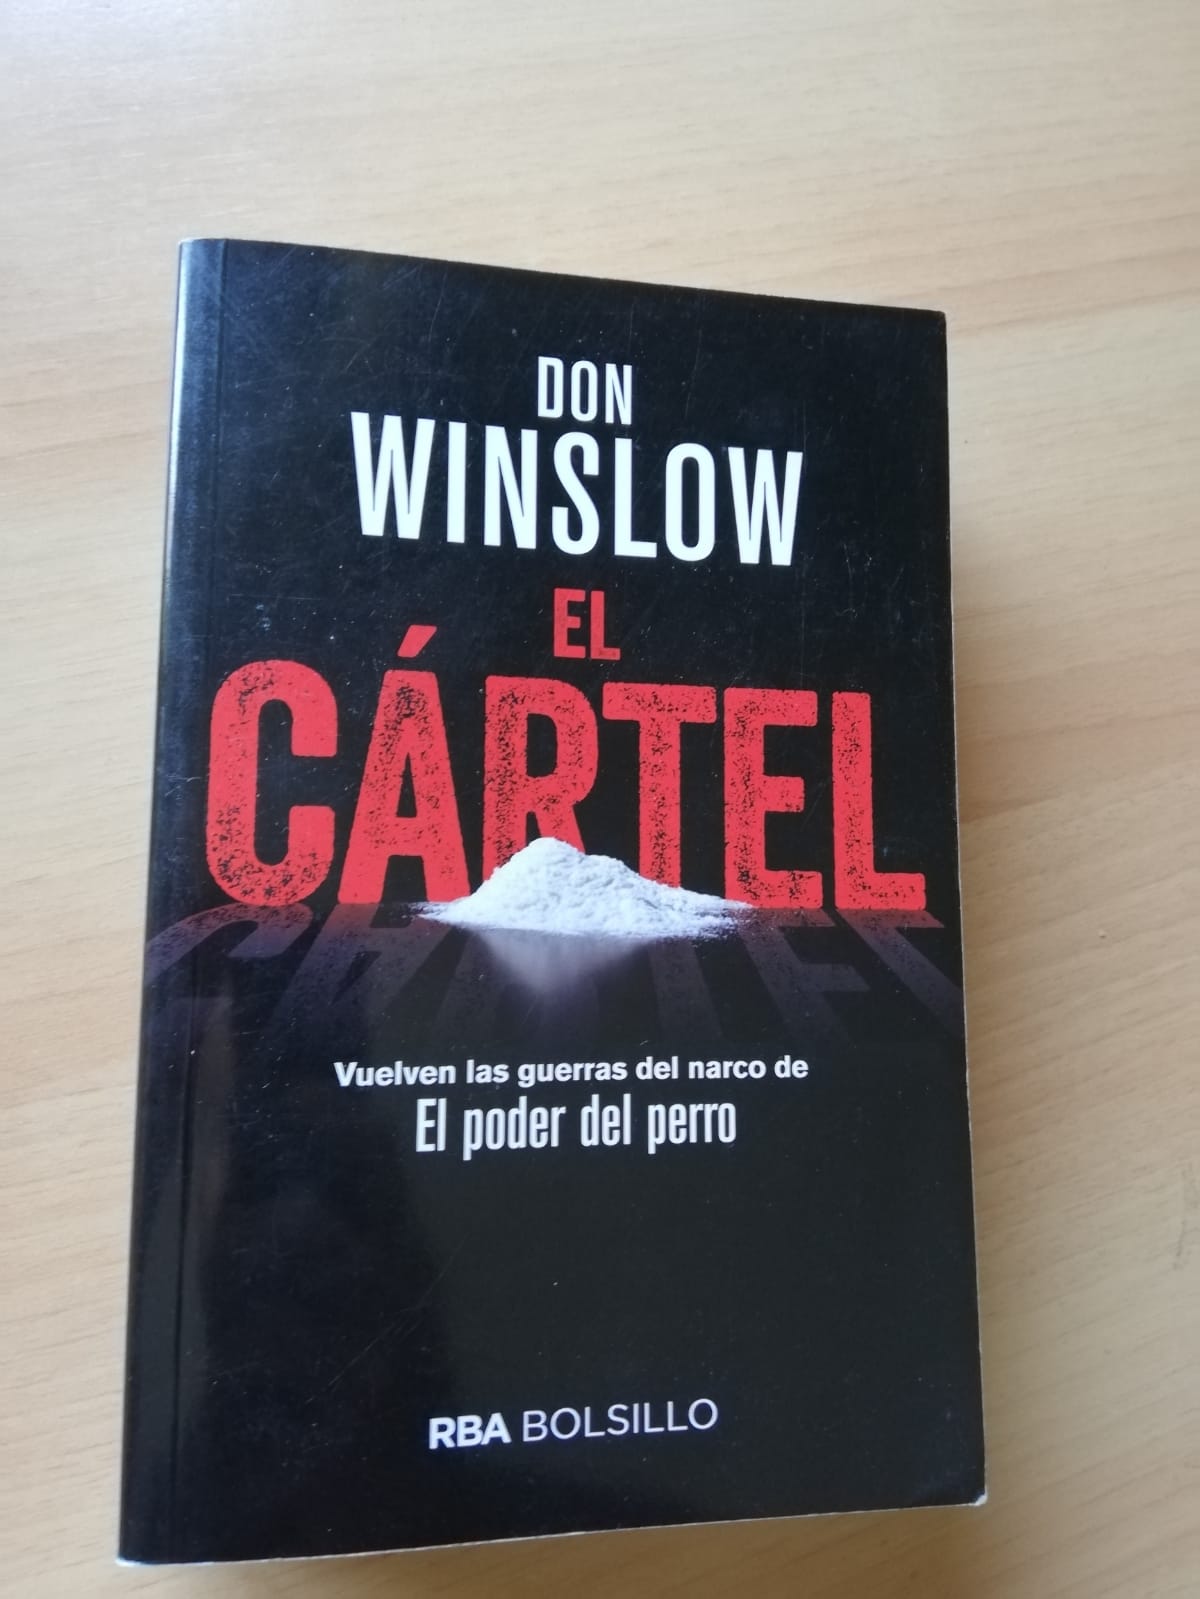 DON
WINSLOW
EL
CÁRTEL
Vuelven las guerras del narco de
El poder del perro
RBA BOLSILLO